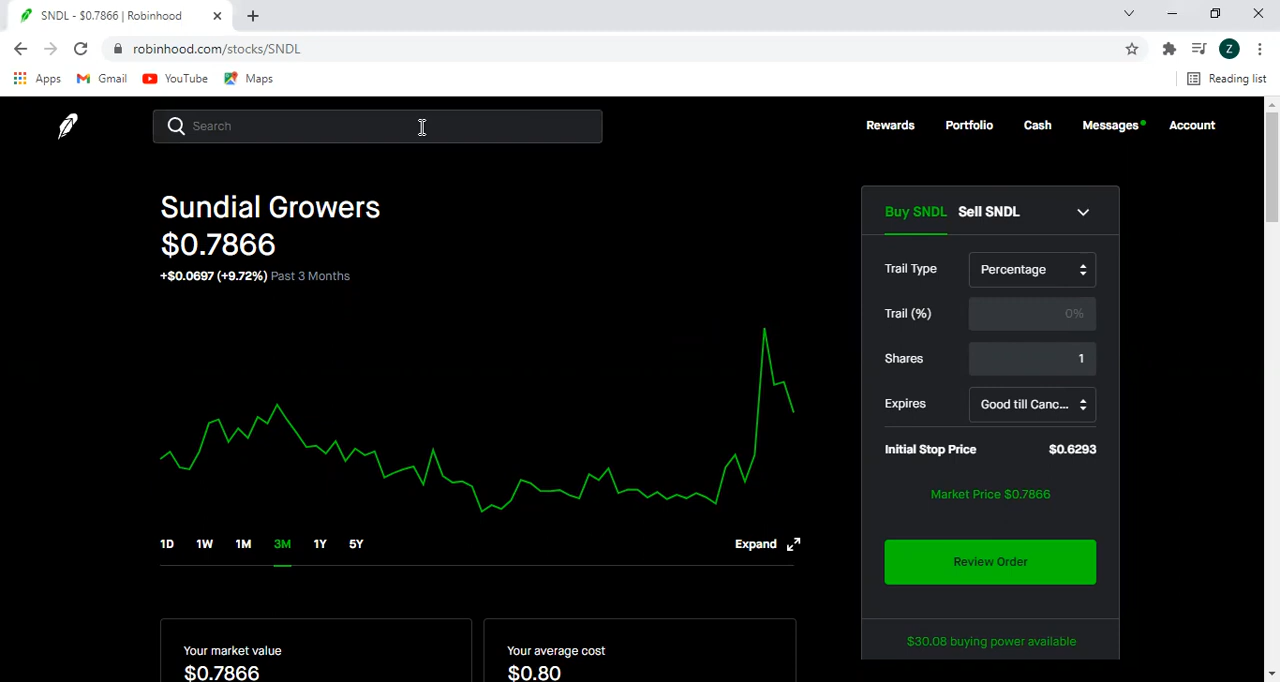 SNDL - $0.7866 | Robinhood
robinhood.com/stocks/SNDL
Z
Apps Gmail YouTube Maps Reading list
Search
Rewards Portfolio Cash Messages Account
Sundial Growers
$0.7866
+$0.0697 (+9.72%) Past 3 Months
1D 1W 1M 3M 1Y 5Y Expand
Your market value
$0.7866
Your average cost
$0.80
Buy SNDL Sell SNDL
Trail Type Percentage
Trail (%) 0%
Shares 1
Expires Good till Canc...
Initial Stop Price $0.6293
Market Price $0.7866
Review Order
$30.08 buying power available